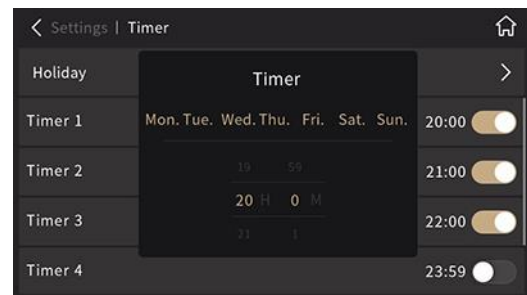 Settings | Timer
Holiday
Timer
Timer 1
Mon. Tue. Wed. Thu. Fri. Sat. Sun.
20:00
Timer 2
19 59
21:00
20 H 0 M
Timer 3
22:00
21 1
Timer 4
23:59